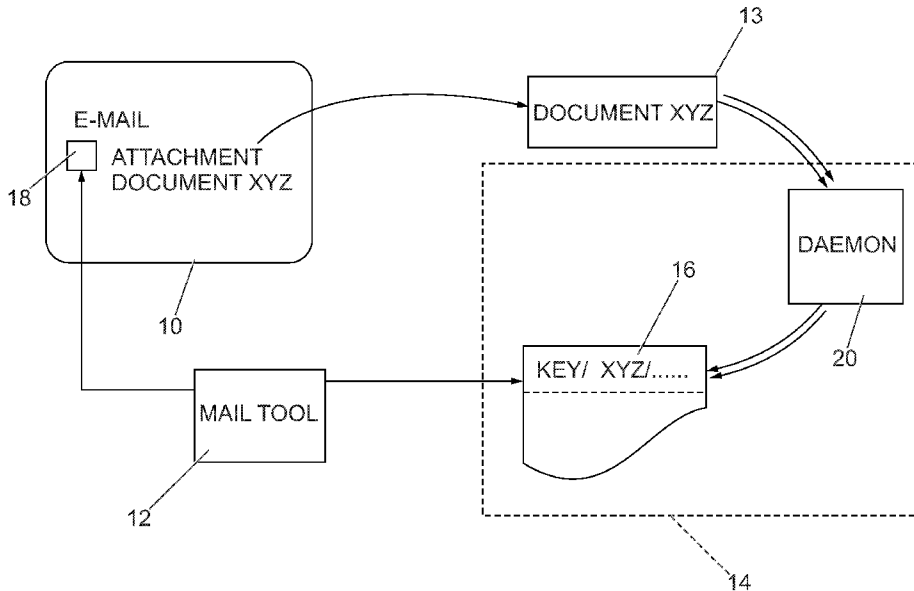 13
E-MAIL
DOCUMENT XYZ
ATTACHMENT
DOCUMENT XYZ
18
DAEMON
16
10
20
KEY/ XYZ/......
MAIL TOOL
12
14